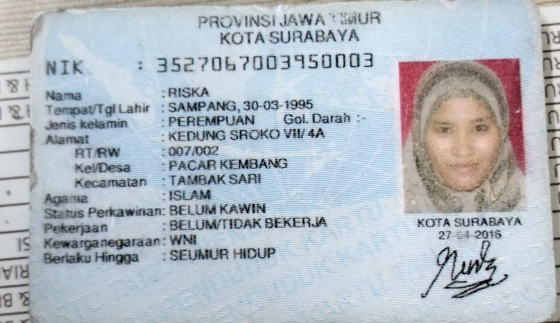 PROVINSI JAWA TIMUR
KOTA SURABAYA
NIK : 3527067003950003
Nama : RISKA
Tempat/Tgl Lahir : SAMPANG, 30-03-1995
Jenis kelamin : PEREMPUAN Gol. Darah :-
Alamat : KEDUNG SROKO VII/ 4A
RT/RW : 007/002
Kel/Desa : PACAR KEMBANG
Kecamatan : TAMBAK SARI
Agama : ISLAM
Status Perkawinan: BELUM KAWIN
Pekerjaan : BELUM/TIDAK BEKERJA
Kewarganegaraan: WNI
Berlaku Hingga : SEUMUR HIDUP
KOTA SURABAYA
27-04-2016